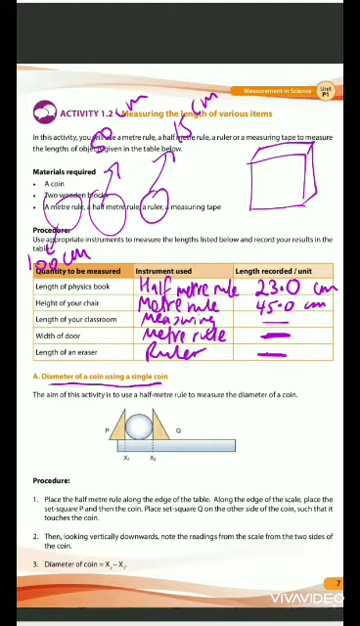 Measurement in Science
Unit P1
ACTIVITY 1.2 Measuring the length of various items
cm
cm
In this activity, you will use a metre rule, a half metre rule, a ruler or a measuring tape to measure
15
the lengths of objects given in the table below.
Materials required
• A coin
• Two wooden blocks
• A metre rule, a half metre rule, a ruler, a measuring tape
Procedure:
Use appropriate instruments to measure the lengths listed below and record your results in the
table.
100 cm
Quantity to be measured Instrument used Length recorded / unit
Length of physics book Half metre rule 23.0 cm
Height of your chair Metre rule 45.0 cm
Length of your classroom Measuring
Width of door metre rule
Length of an eraser Ruler
A. Diameter of a coin using a single coin
The aim of this activity is to use a half-metre rule to measure the diameter of a coin.
P Q
X₁ X₂
Procedure:
1. Place the half metre rule along the edge of the table. Along the edge of the scale, place the
set-square P and then the coin. Place set-square Q on the other side of the coin, such that it
touches the coin.
2. Then, looking vertically downwards, note the readings from the scale from the two sides of
the coin.
3. Diameter of coin = X₂ – X₁.
7
VIVAVIDEO